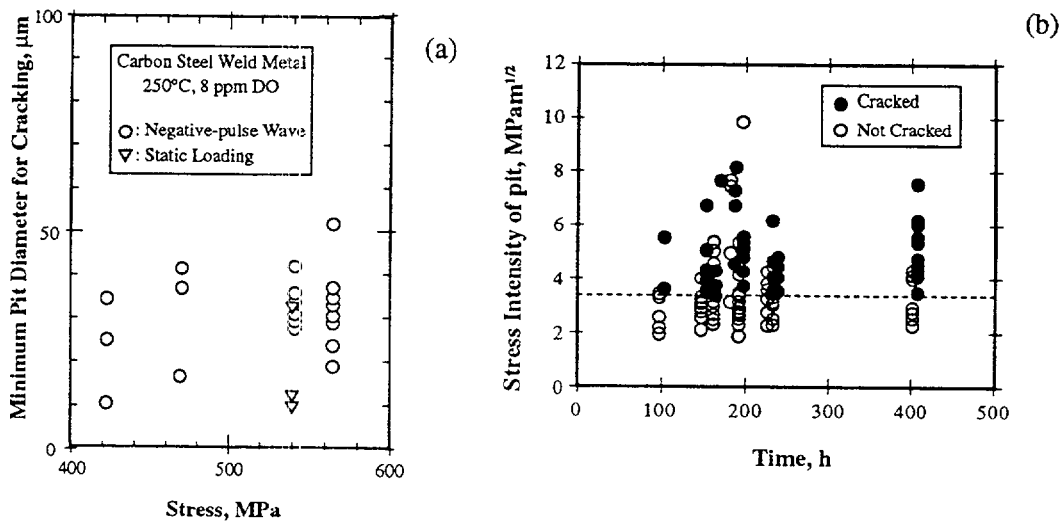 (a)
100
50
0
400
500
600
Minimum Pit Diameter for Cracking, μm
Stress, MPa
Carbon Steel Weld Metal
250°C, 8 ppm DO
: Negative-pulse Wave
: Static Loading
(b)
12
10
8
6
4
2
0
0
100
200
300
400
500
Stress Intensity of pit, MPam1/2
Time, h
Cracked
Not Cracked